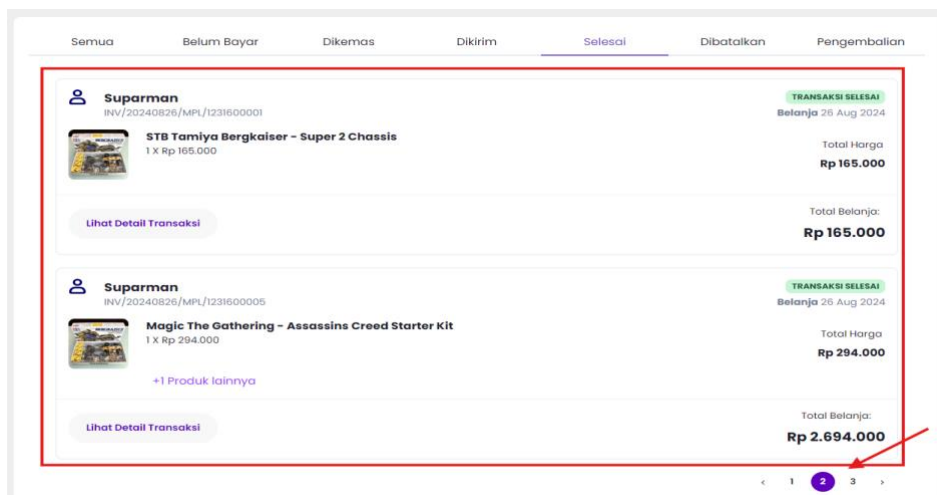 Semua Belum Bayar Dikemas Dikirim Selesai Dibatalkan Pengembalian
Suparman TRANSAKSI SELESAI
INV/20240826/MPL/1231600001 Belanja 26 Aug 2024
STB Tamiya Bergkaiser - Super 2 Chassis
1 X Rp 165.000 Total Harga
Rp 165.000
Lihat Detail Transaksi Total Belanja:
Rp 165.000
Suparman TRANSAKSI SELESAI
INV/20240826/MPL/1231600005 Belanja 26 Aug 2024
Magic The Gathering - Assassins Creed Starter Kit
1 X Rp 294.000 Total Harga
Rp 294.000
+1 Produk lainnya
Lihat Detail Transaksi Total Belanja:
Rp 2.694.000
‹ 1 2 3 ›